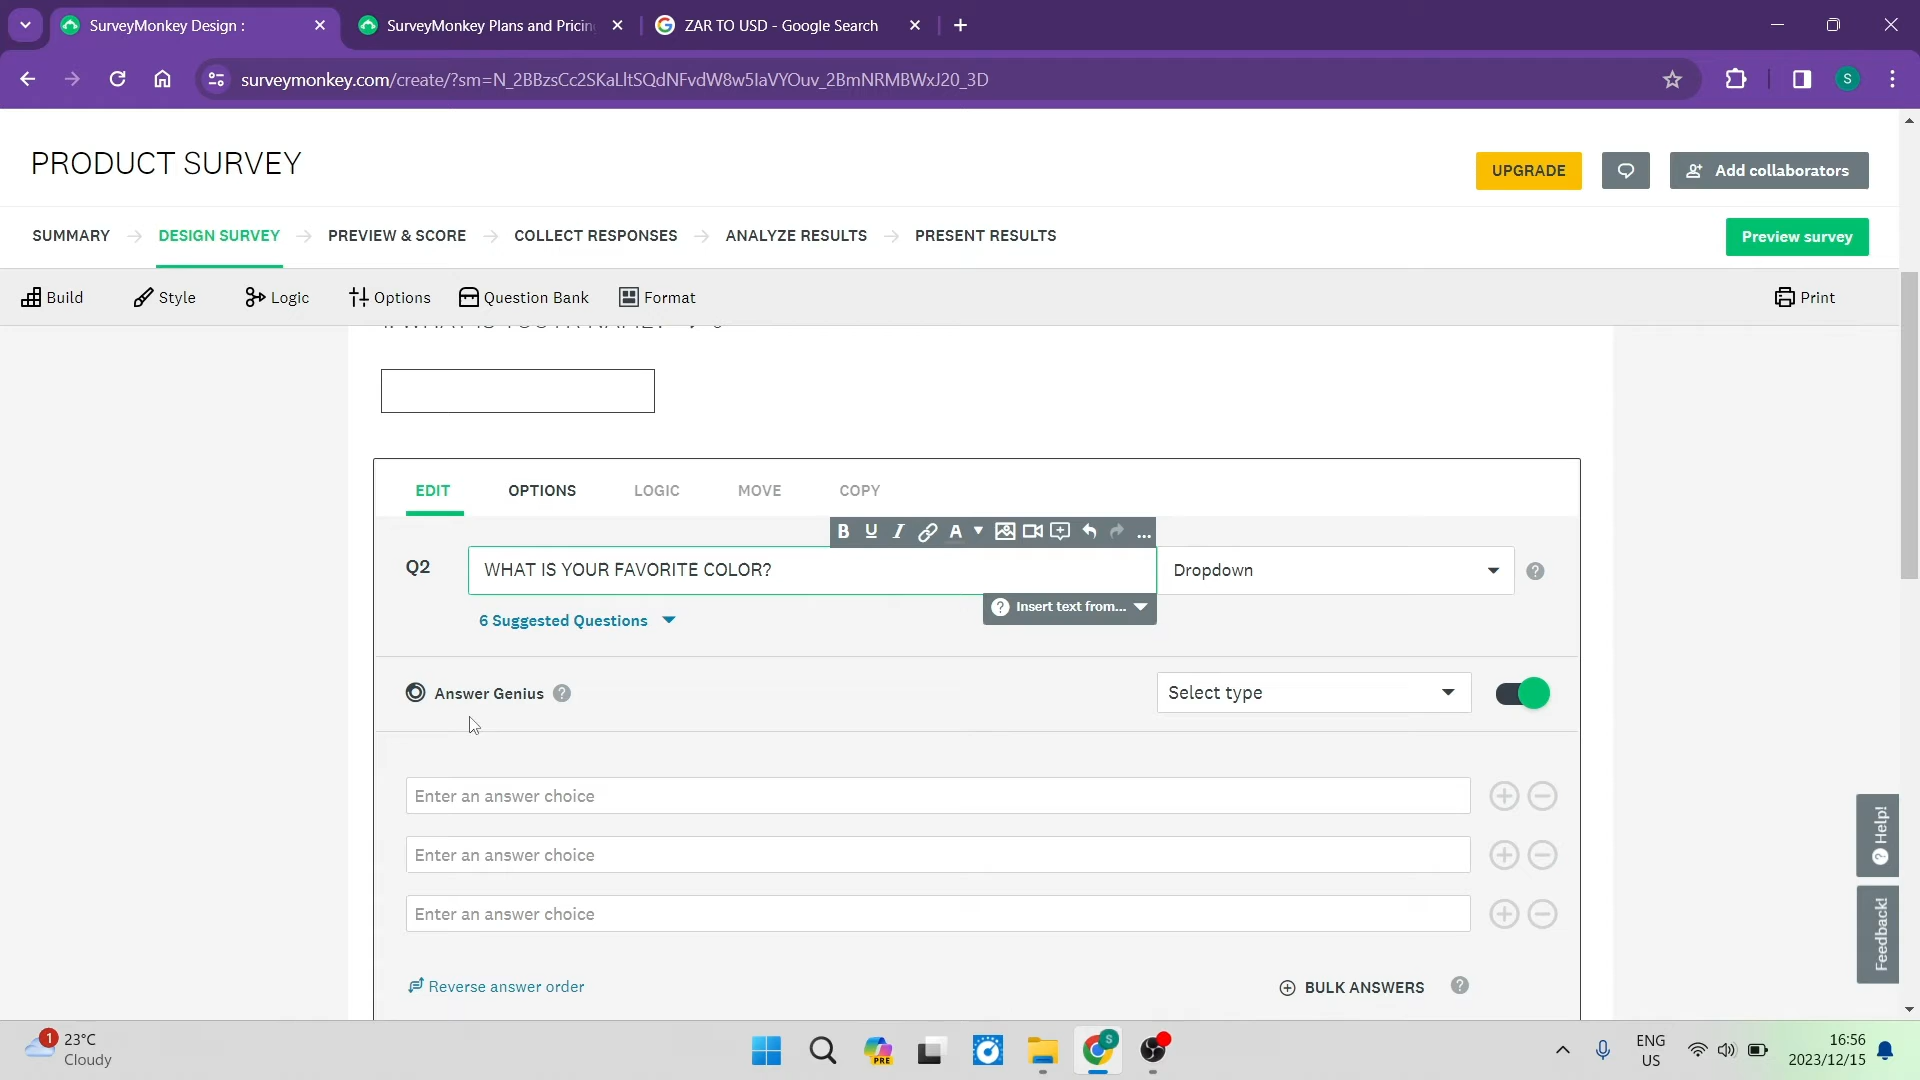 SurveyMonkey Design :
SurveyMonkey Plans and Pricin
ZAR TO USD - Google Search
surveymonkey.com/create/?sm=N_2BBzsCc2SKaLltSQdNFvdW8w5IaVYOuv_2BmNRMBWxJ20_3D
S
PRODUCT SURVEY
UPGRADE
Add collaborators
SUMMARY
DESIGN SURVEY
PREVIEW & SCORE
COLLECT RESPONSES
ANALYZE RESULTS
PRESENT RESULTS
Preview survey
Build
Style
Logic
Options
Question Bank
Format
Print
EDIT
OPTIONS
LOGIC
MOVE
COPY
B U I A ...
Q2
WHAT IS YOUR FAVORITE COLOR?
Dropdown
?
? Insert text from...
6 Suggested Questions
Answer Genius ?
Select type
Enter an answer choice
Enter an answer choice
Enter an answer choice
Reverse answer order
BULK ANSWERS ?
? Help!
Feedback!
1
23°C
Cloudy
PRE
S
ENG
US
16:56
2023/12/15